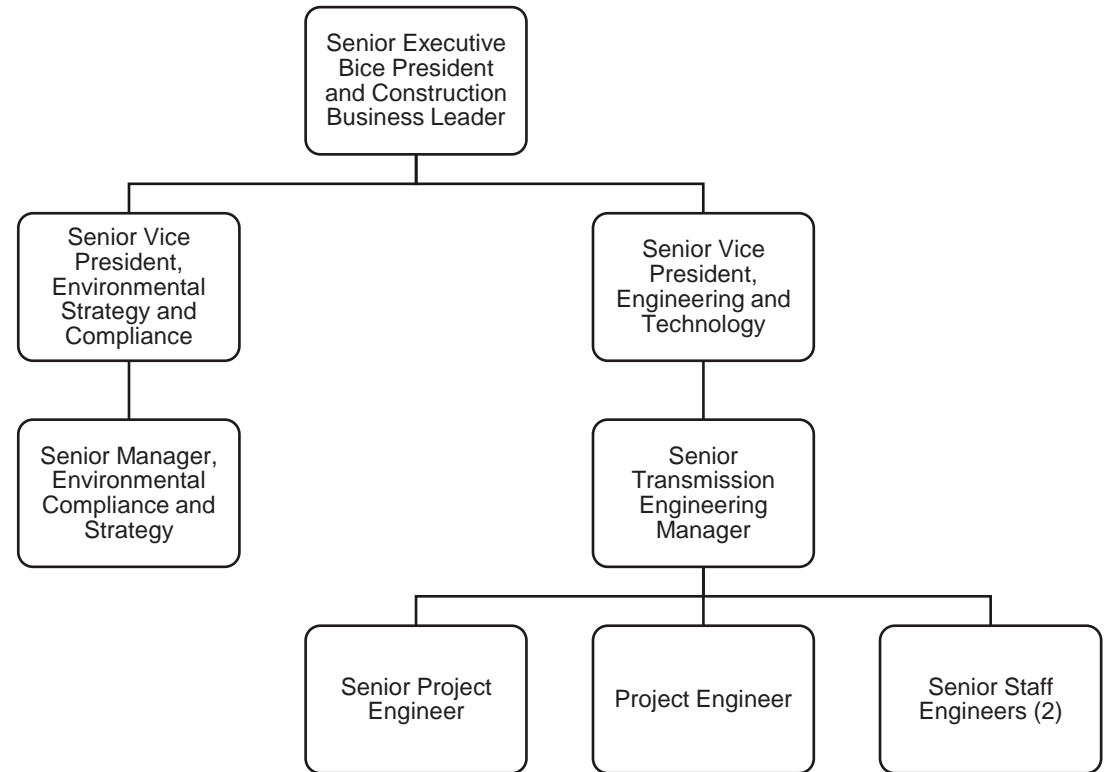 Senior Executive
Bice President
and Construction
Business Leader
Senior Vice
President,
Environmental
Strategy and
Compliance
Senior Vice
President,
Engineering and
Technology
Senior Manager,
Environmental
Compliance and
Strategy
Senior
Transmission
Engineering
Manager
Senior Project
Engineer
Project Engineer
Senior Staff
Engineers (2)